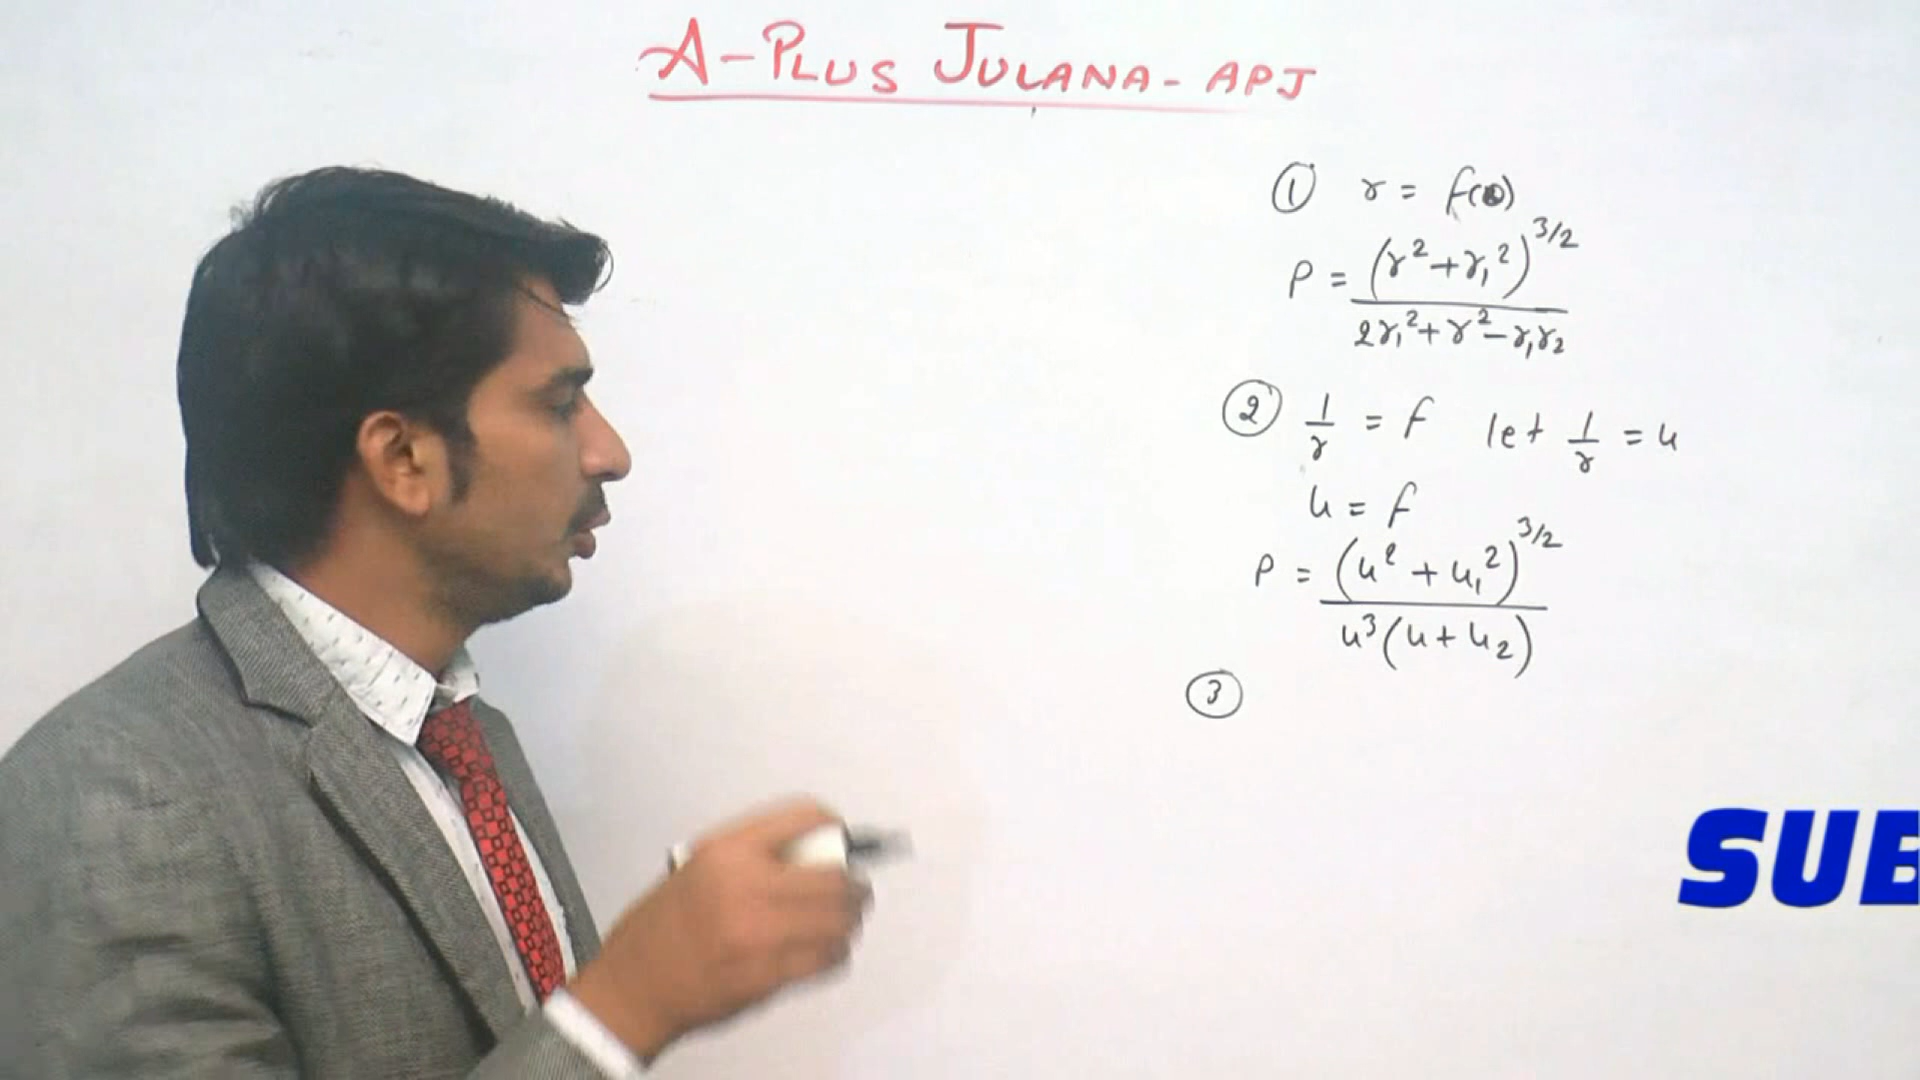 A-PLUS JULANA - APJ
① r = f(θ)
ρ = (r² + r₁²)^3/2
2r₁² + r² - r₁r₂
② 1/r = f let 1/r = u
u = f
ρ = (u² + u₁²)^3/2
u³(u + u₂)
③
SUB